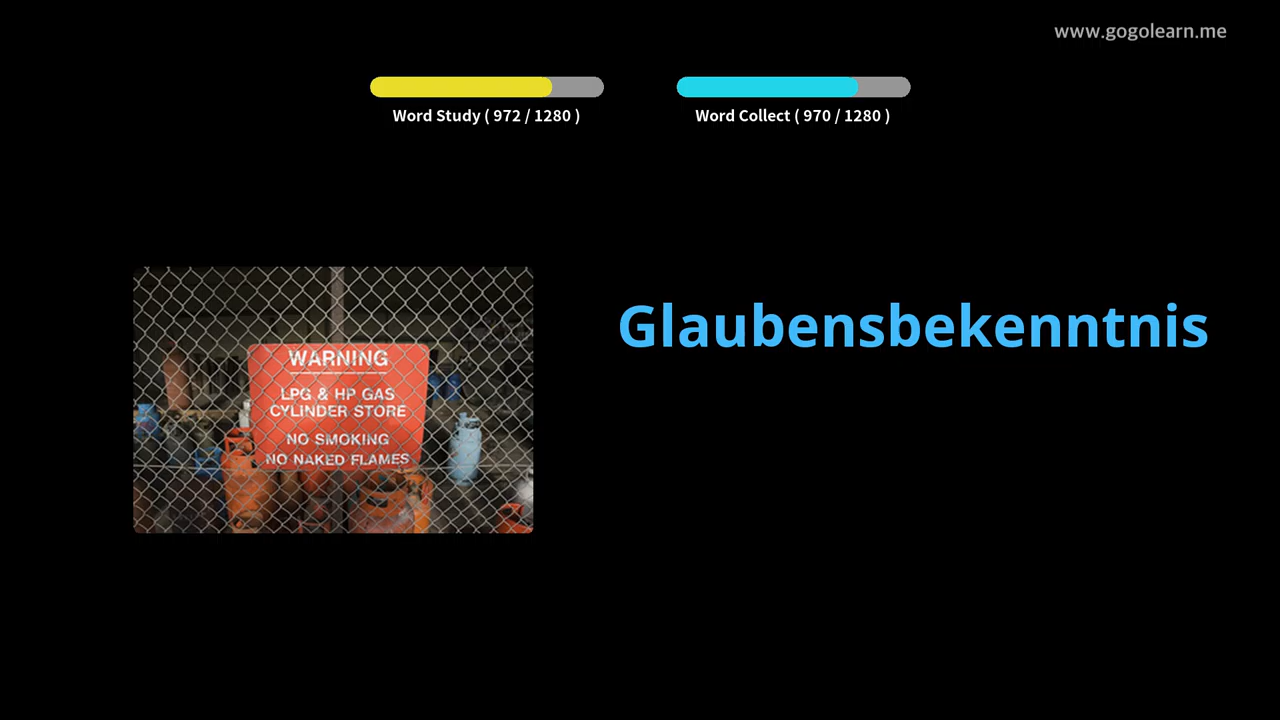 www.gogolearn.me
Word Study ( 972 / 1280 )
Word Collect ( 970 / 1280 )
Glaubensbekenntnis
WARNING
LPG & HP GAS
CYLINDER STORE
NO SMOKING
NO NAKED FLAMES